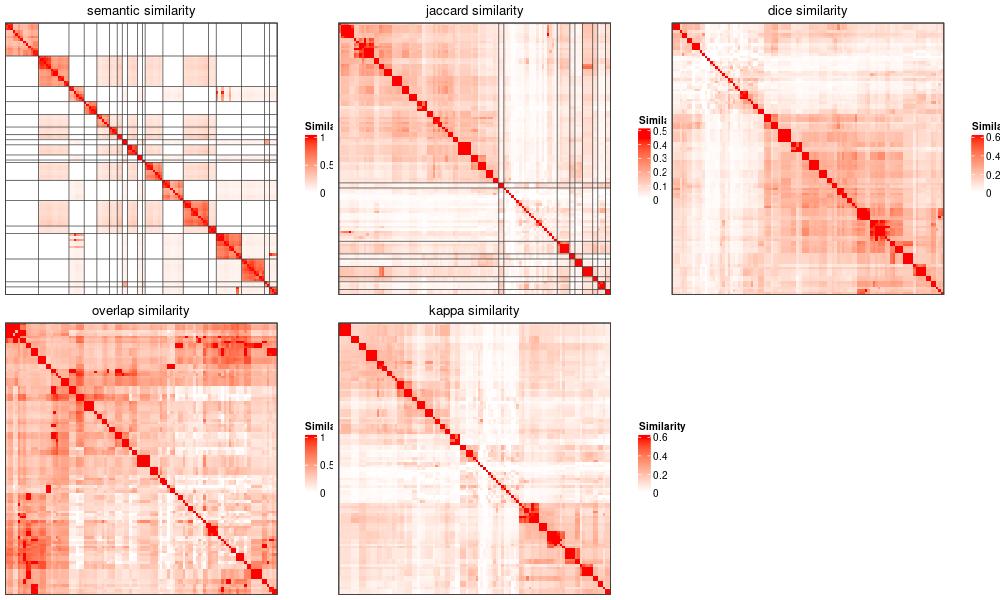 semantic similarity
Simila
1
0.5
0
jaccard similarity
Simila
0.5
0.4
0.3
0.2
0.1
0
dice similarity
Simila
0.6
0.4
0.2
0
overlap similarity
Simila
1
0.5
0
kappa similarity
Similarity
0.6
0.4
0.2
0